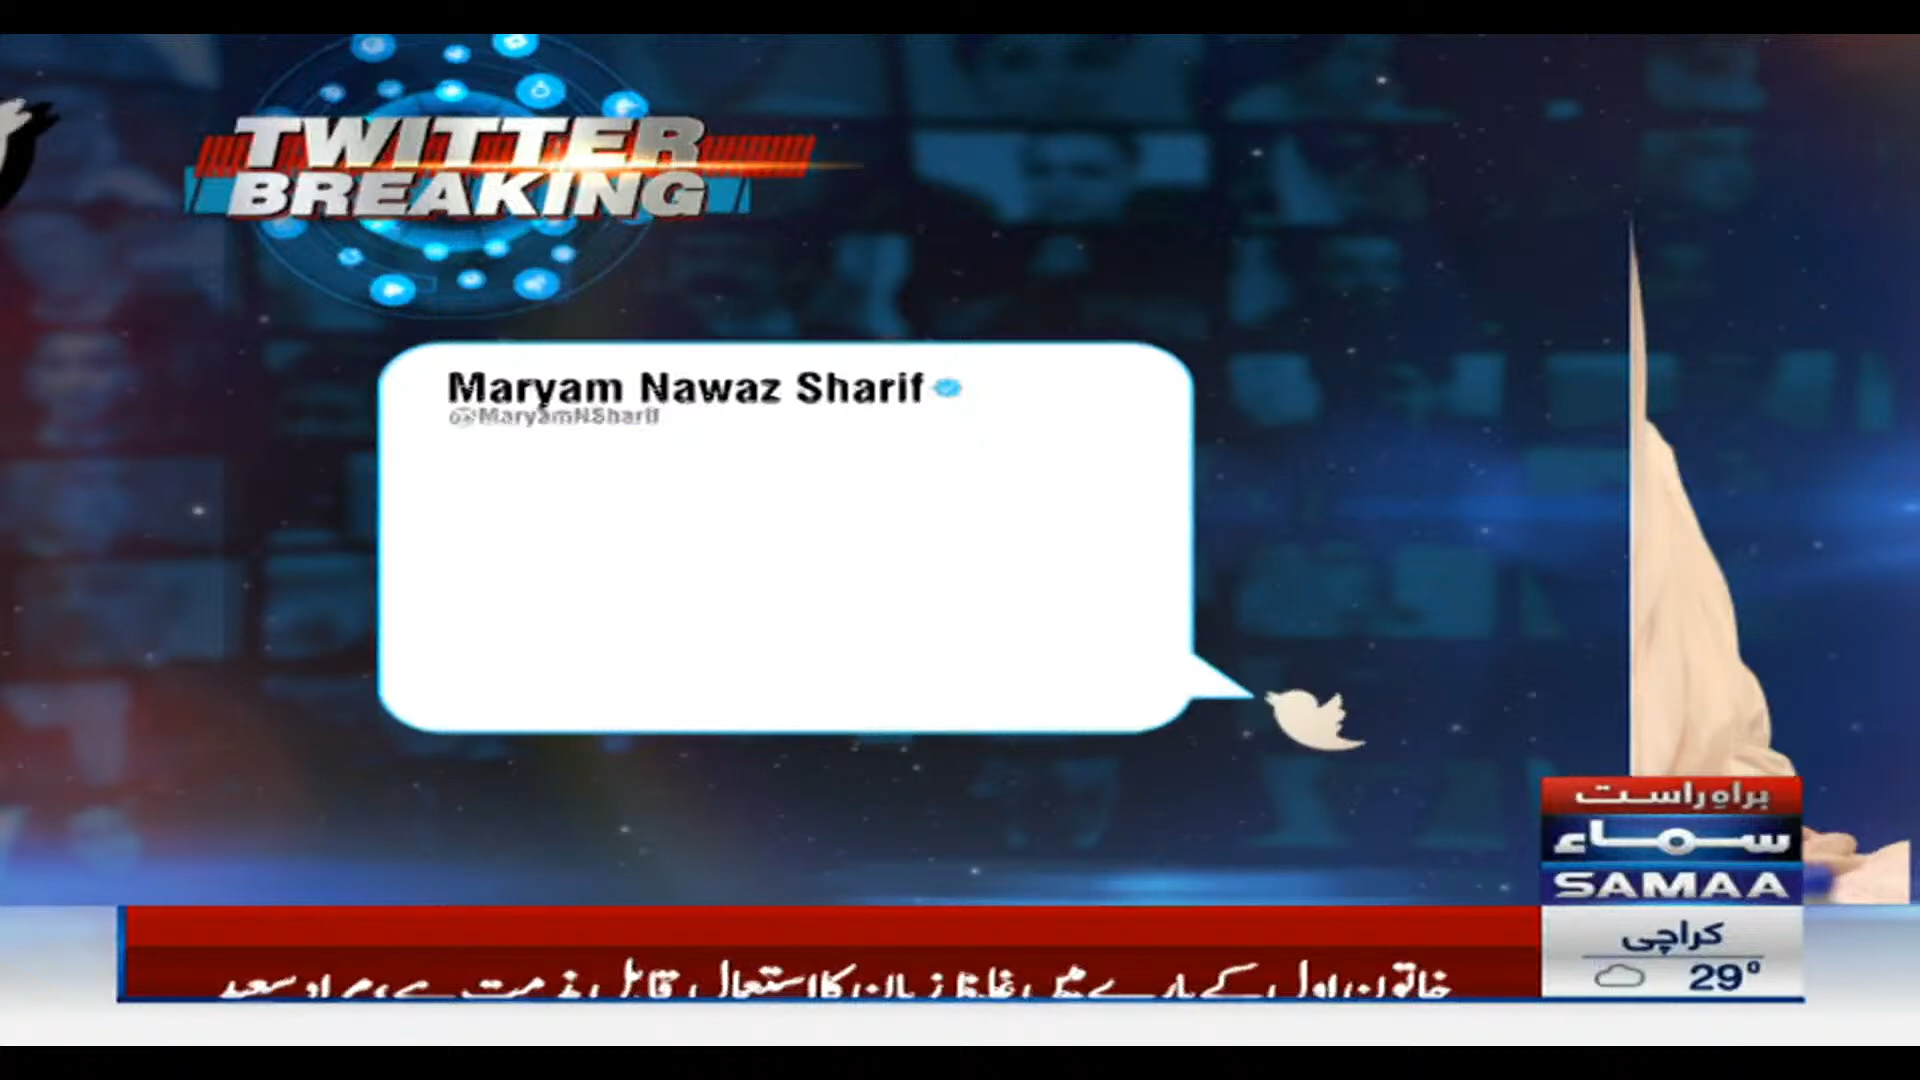 TWITTER
BREAKING
Maryam Nawaz Sharif
@MaryamNSharif
براہِ راست
سماء
SAMAA
کراچی
29°
خاتون اول کے بارے میں غلط زبان کا استعمال قابل مذمت ہے، مراد سعید